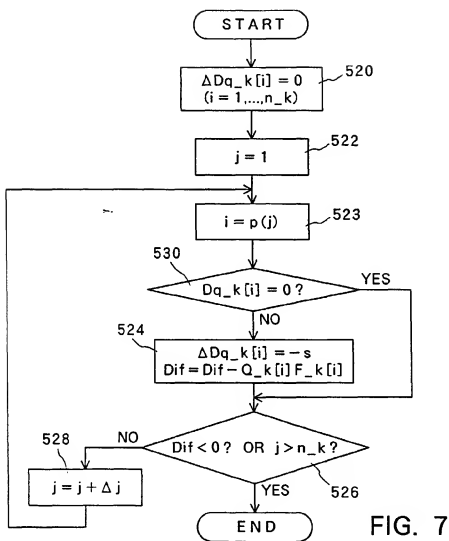 START
ΔDq_k[i]=0
(i=1,...,n_k)
520
j=1
522
i=p(j)
523
530
Dq_k[i]=0?
YES
NO
524
ΔDq_k[i]=−s
Dif=Dif−Q_k[i]F_k[i]
528
NO
Dif<0? OR j>n_k?
526
j=j+Δj
YES
END
FIG. 7